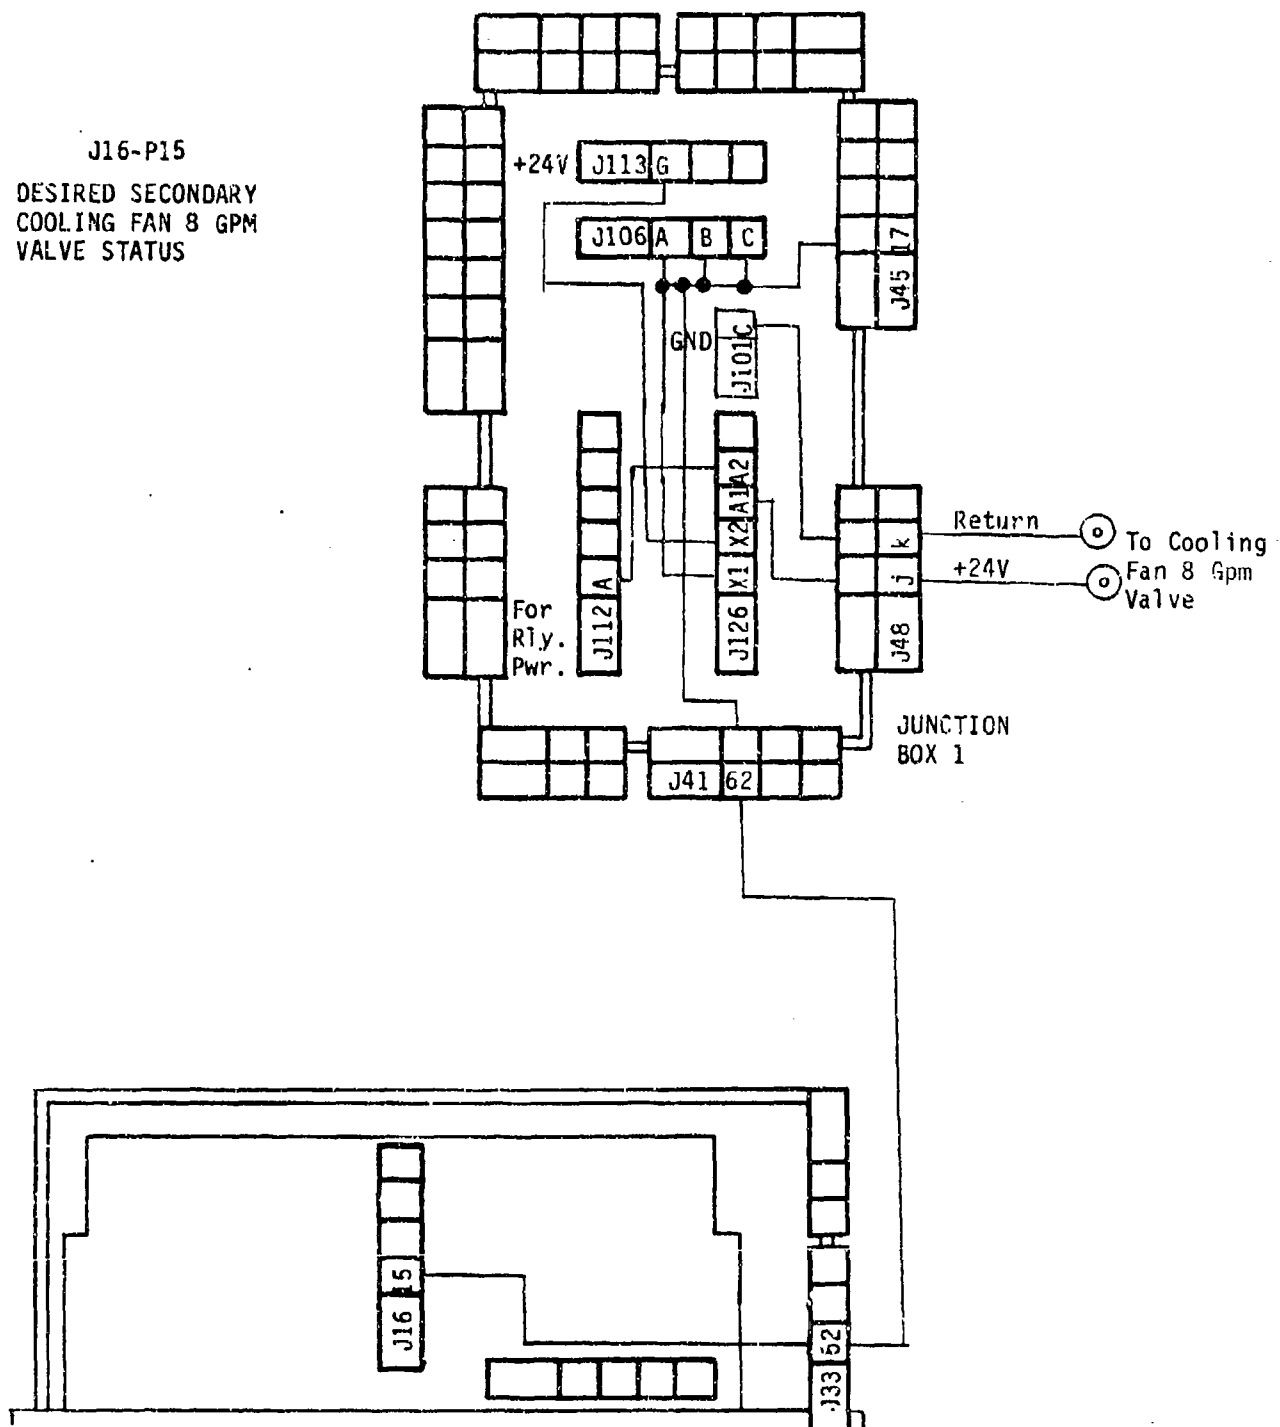 J16-P15
DESIRED SECONDARY
COOLING FAN 8 GPM
VALVE STATUS
+24V J113 G
J106 A B C
17
J45
GND
J101 C
A2
A1
X2
X1
J126
A
J112
For
Rly.
Pwr.
k
j
J48
Return
+24V
To Cooling
Fan 8 Gpm
Valve
JUNCTION
BOX 1
J41 62
15
J16
J33